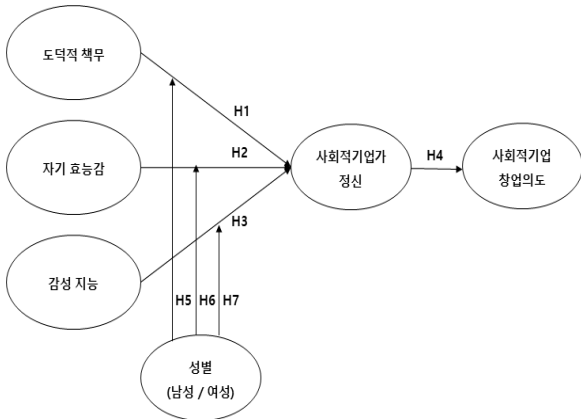 도덕적 책무
H1
자기 효능감
H2
사회적기업가
정신
H4
사회적기업
창업의도
H3
감성 지능
H5 H6 H7
성별
(남성 / 여성)